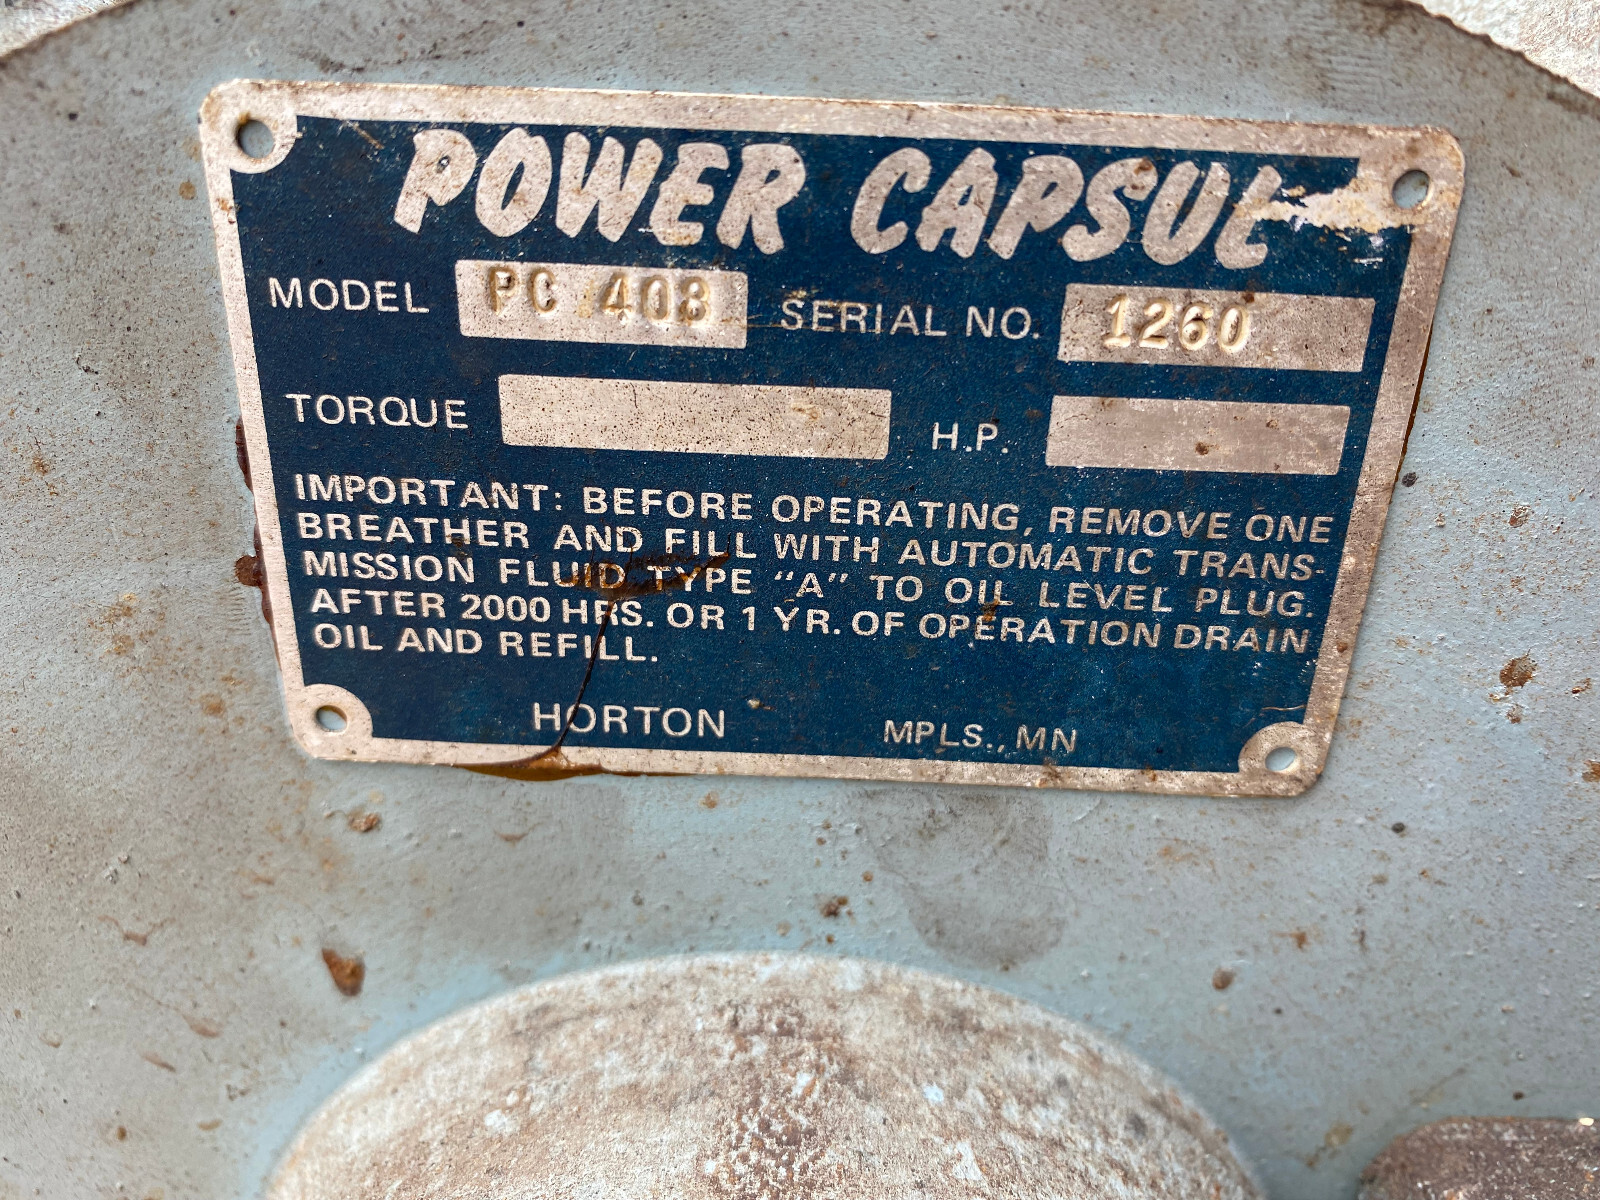 POWER CAPSUL
MODEL PC 408 SERIAL NO. 1260
TORQUE H.P.
IMPORTANT: BEFORE OPERATING, REMOVE ONE
BREATHER AND FILL WITH AUTOMATIC TRANS-
MISSION FLUID TYPE "A" TO OIL LEVEL PLUG.
AFTER 2000 HRS. OR 1 YR. OF OPERATION DRAIN
OIL AND REFILL.
HORTON MPLS., MN